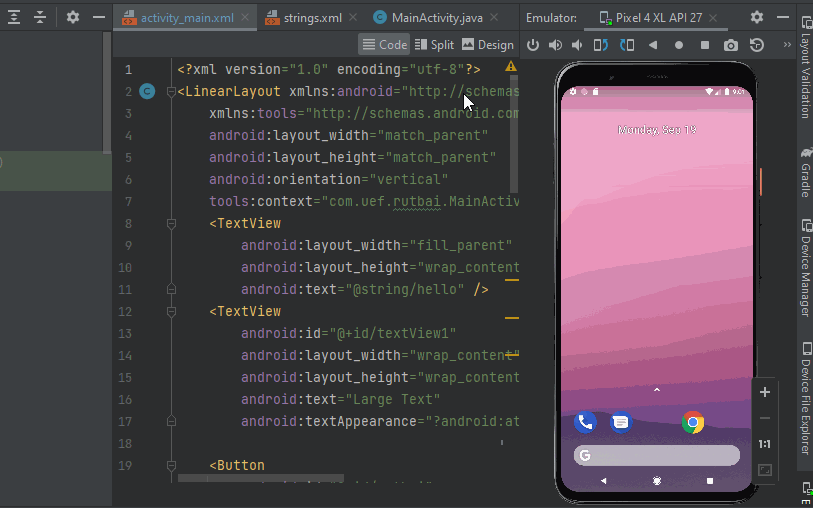 activity_main.xml
strings.xml
MainActivity.java
Emulator:
Pixel 4 XL API 27
Code
Split
Design
1 <?xml version="1.0" encoding="utf-8"?>
2 <LinearLayout xmlns:android="http://schemas
3 xmlns:tools="http://schemas.android.com
4 android:layout_width="match_parent"
5 android:layout_height="match_parent"
6 android:orientation="vertical"
7 tools:context="com.uef.rutbai.MainActiv
8 <TextView
9 android:layout_width="fill_parent"
10 android:layout_height="wrap_content
11 android:text="@string/hello" />
12 <TextView
13 android:id="@+id/textView1"
14 android:layout_width="wrap_content"
15 android:layout_height="wrap_content
16 android:text="Large Text"
17 android:textAppearance="?android:at
18
19 <Button
Monday, Sep 19
G
1:1
Layout Validation
Gradle
Device Manager
Device File Explorer